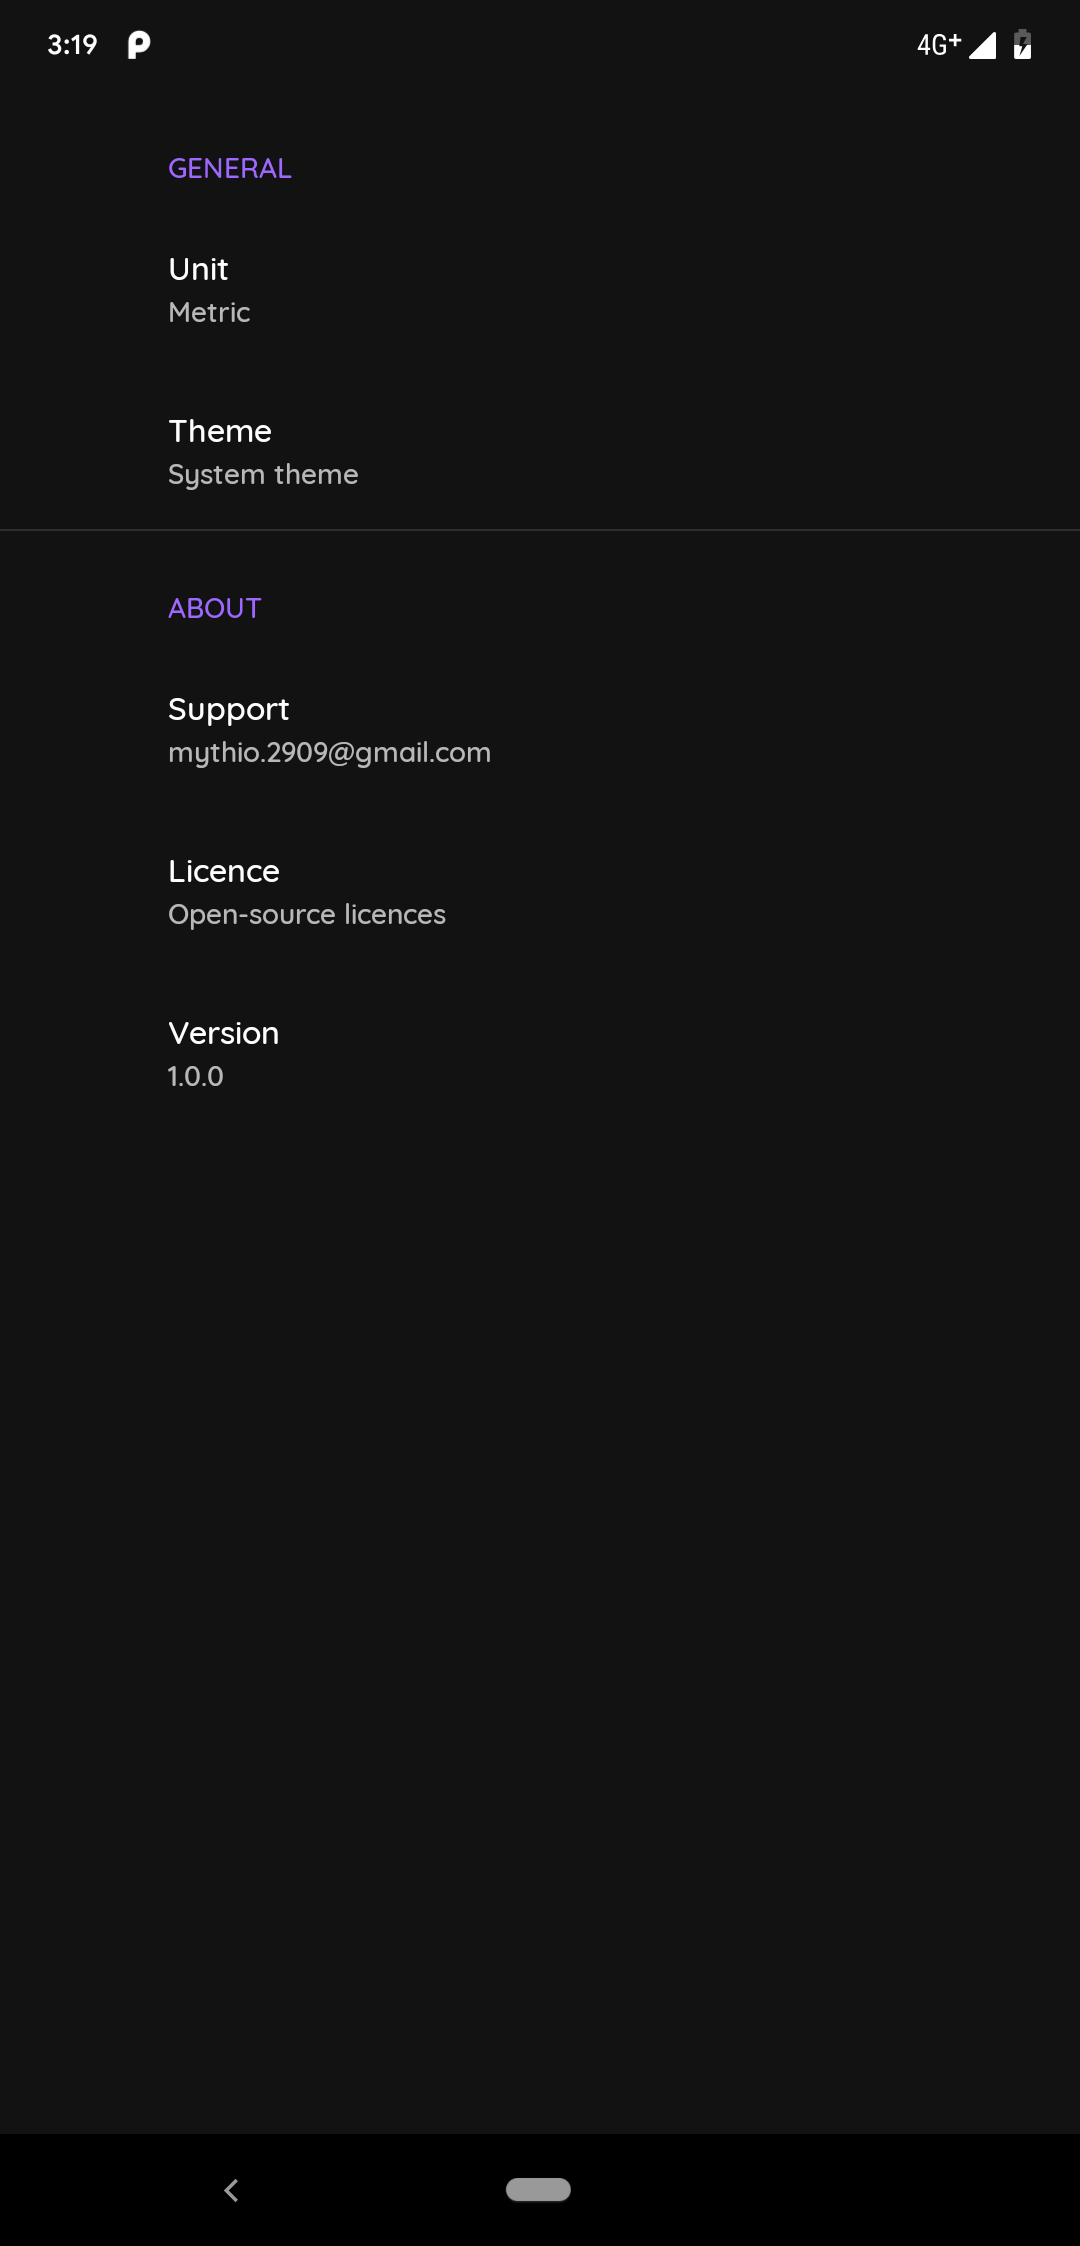 3:19
4G+
GENERAL
Unit
Metric
Theme
System theme
ABOUT
Support
mythio.2909@gmail.com
Licence
Open-source licences
Version
1.0.0